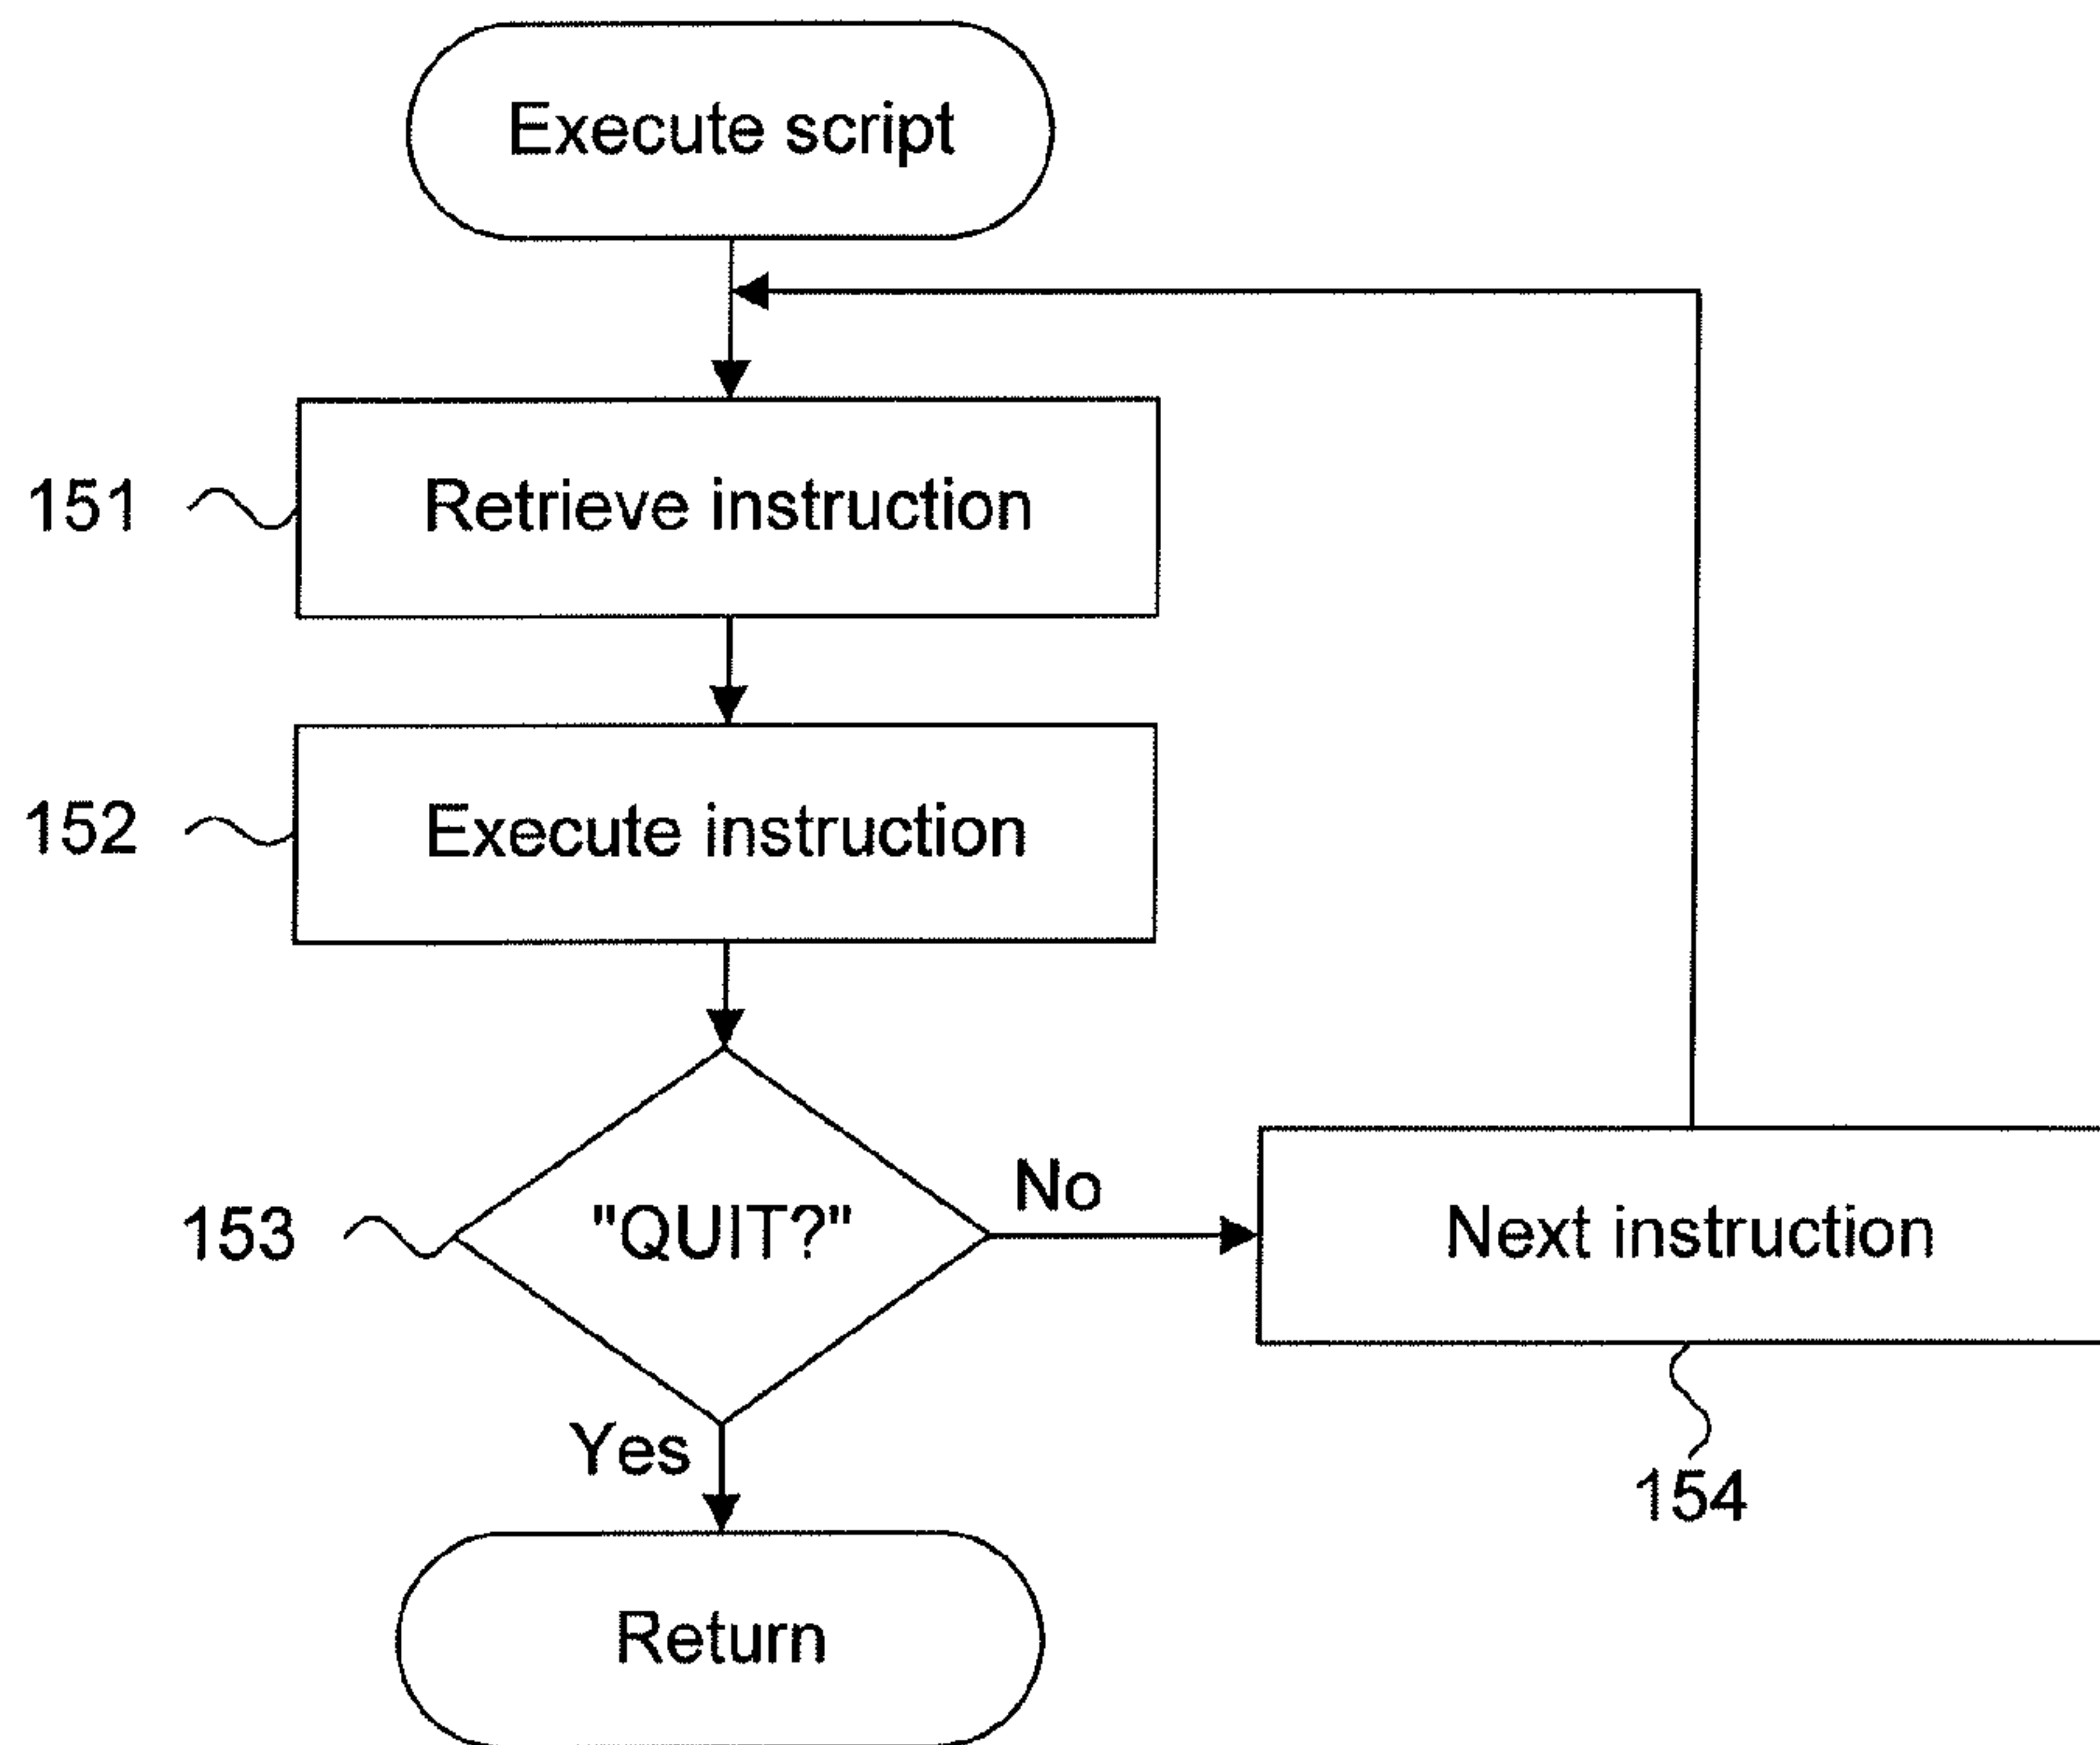 Execute script
151
Retrieve instruction
152
Execute instruction
153
"QUIT?"
No
Next instruction
Yes
154
Return